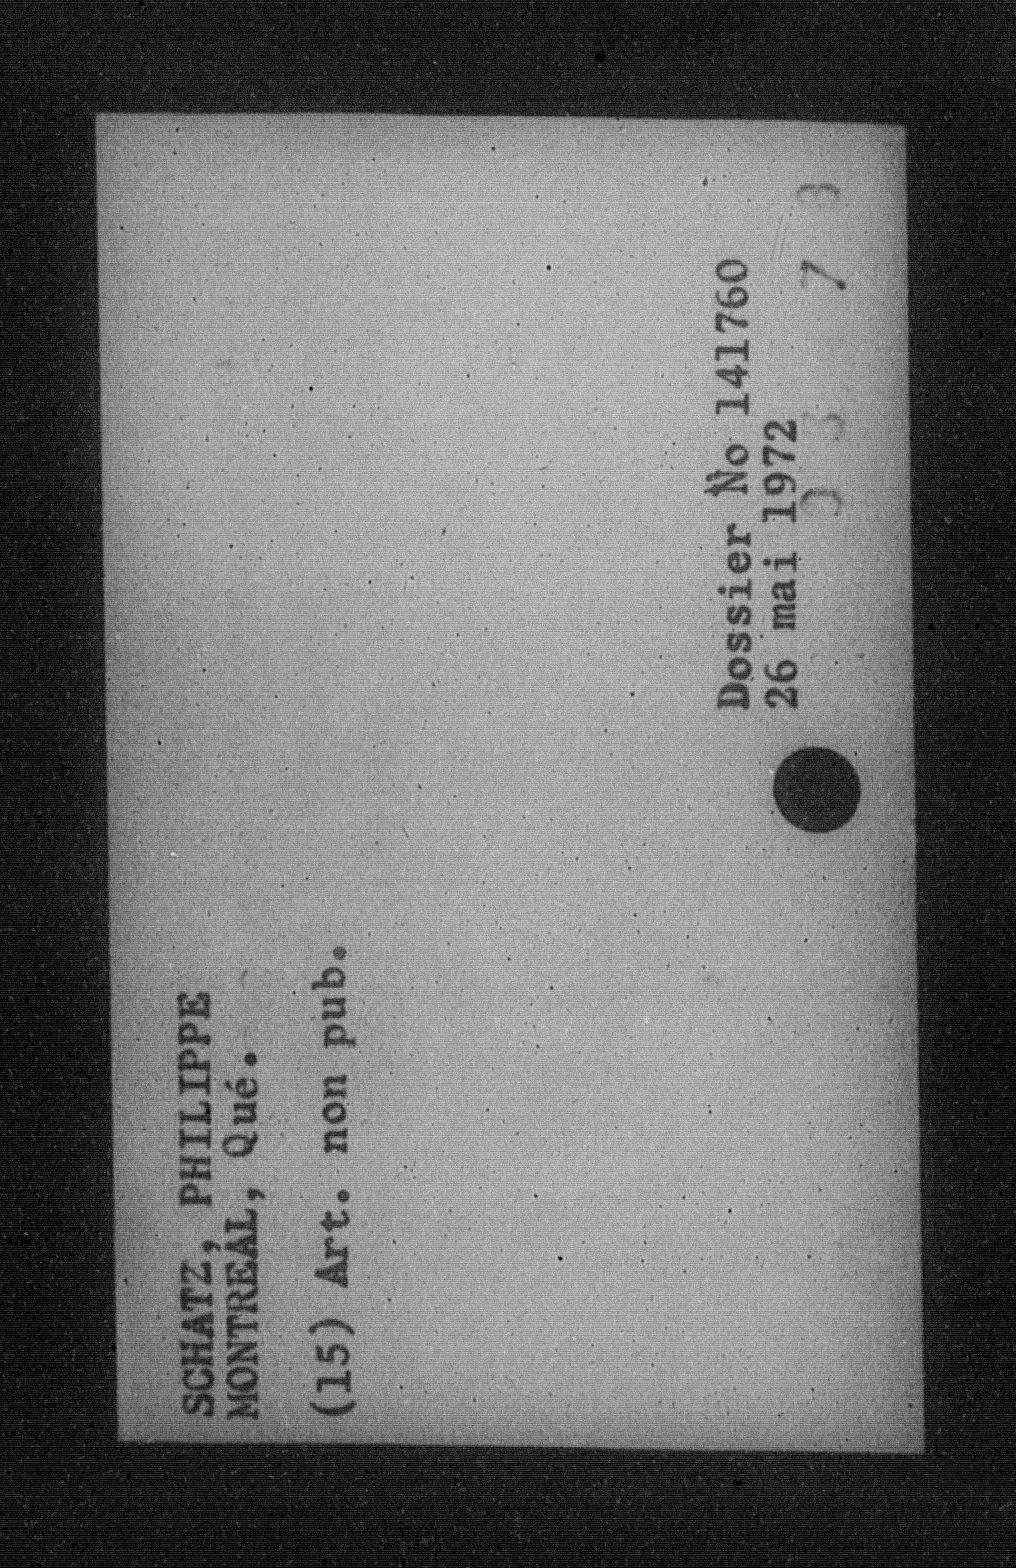 SCHATZ, PHILIPPE
MONTREAL, Qué.
(15) Art. non pub.
Dossier No 141760
26 mai 1972